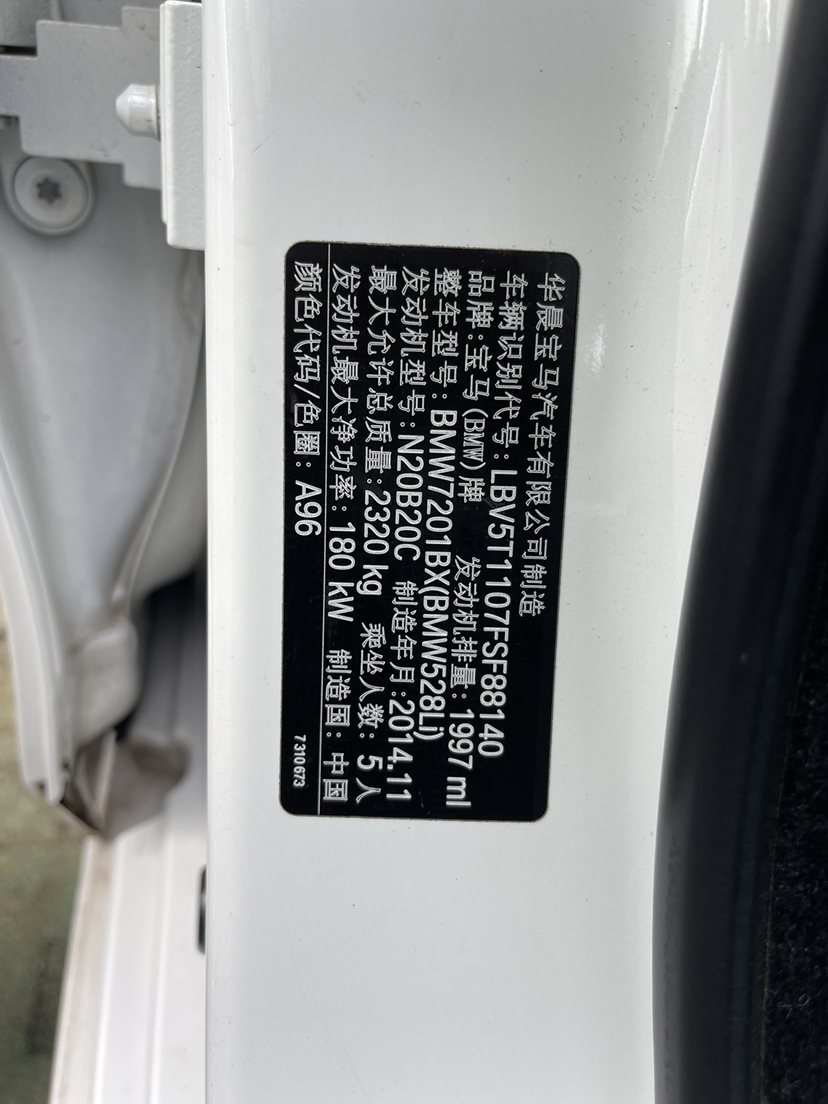 华晨宝马汽车有限公司制造
车辆识别代号: LBV5T1107FSF88140
品牌: 宝马(BMW)牌 发动机排量: 1997 ml
整车型号: BMW7201BX(BMW528Li)
发动机型号: N20B20C 制造年月: 2014.11
最大允许总质量: 2320 kg 乘坐人数: 5 人
发动机最大净功率: 180 kW 制造国: 中国
颜色代码/色圈: A96
7 310.673